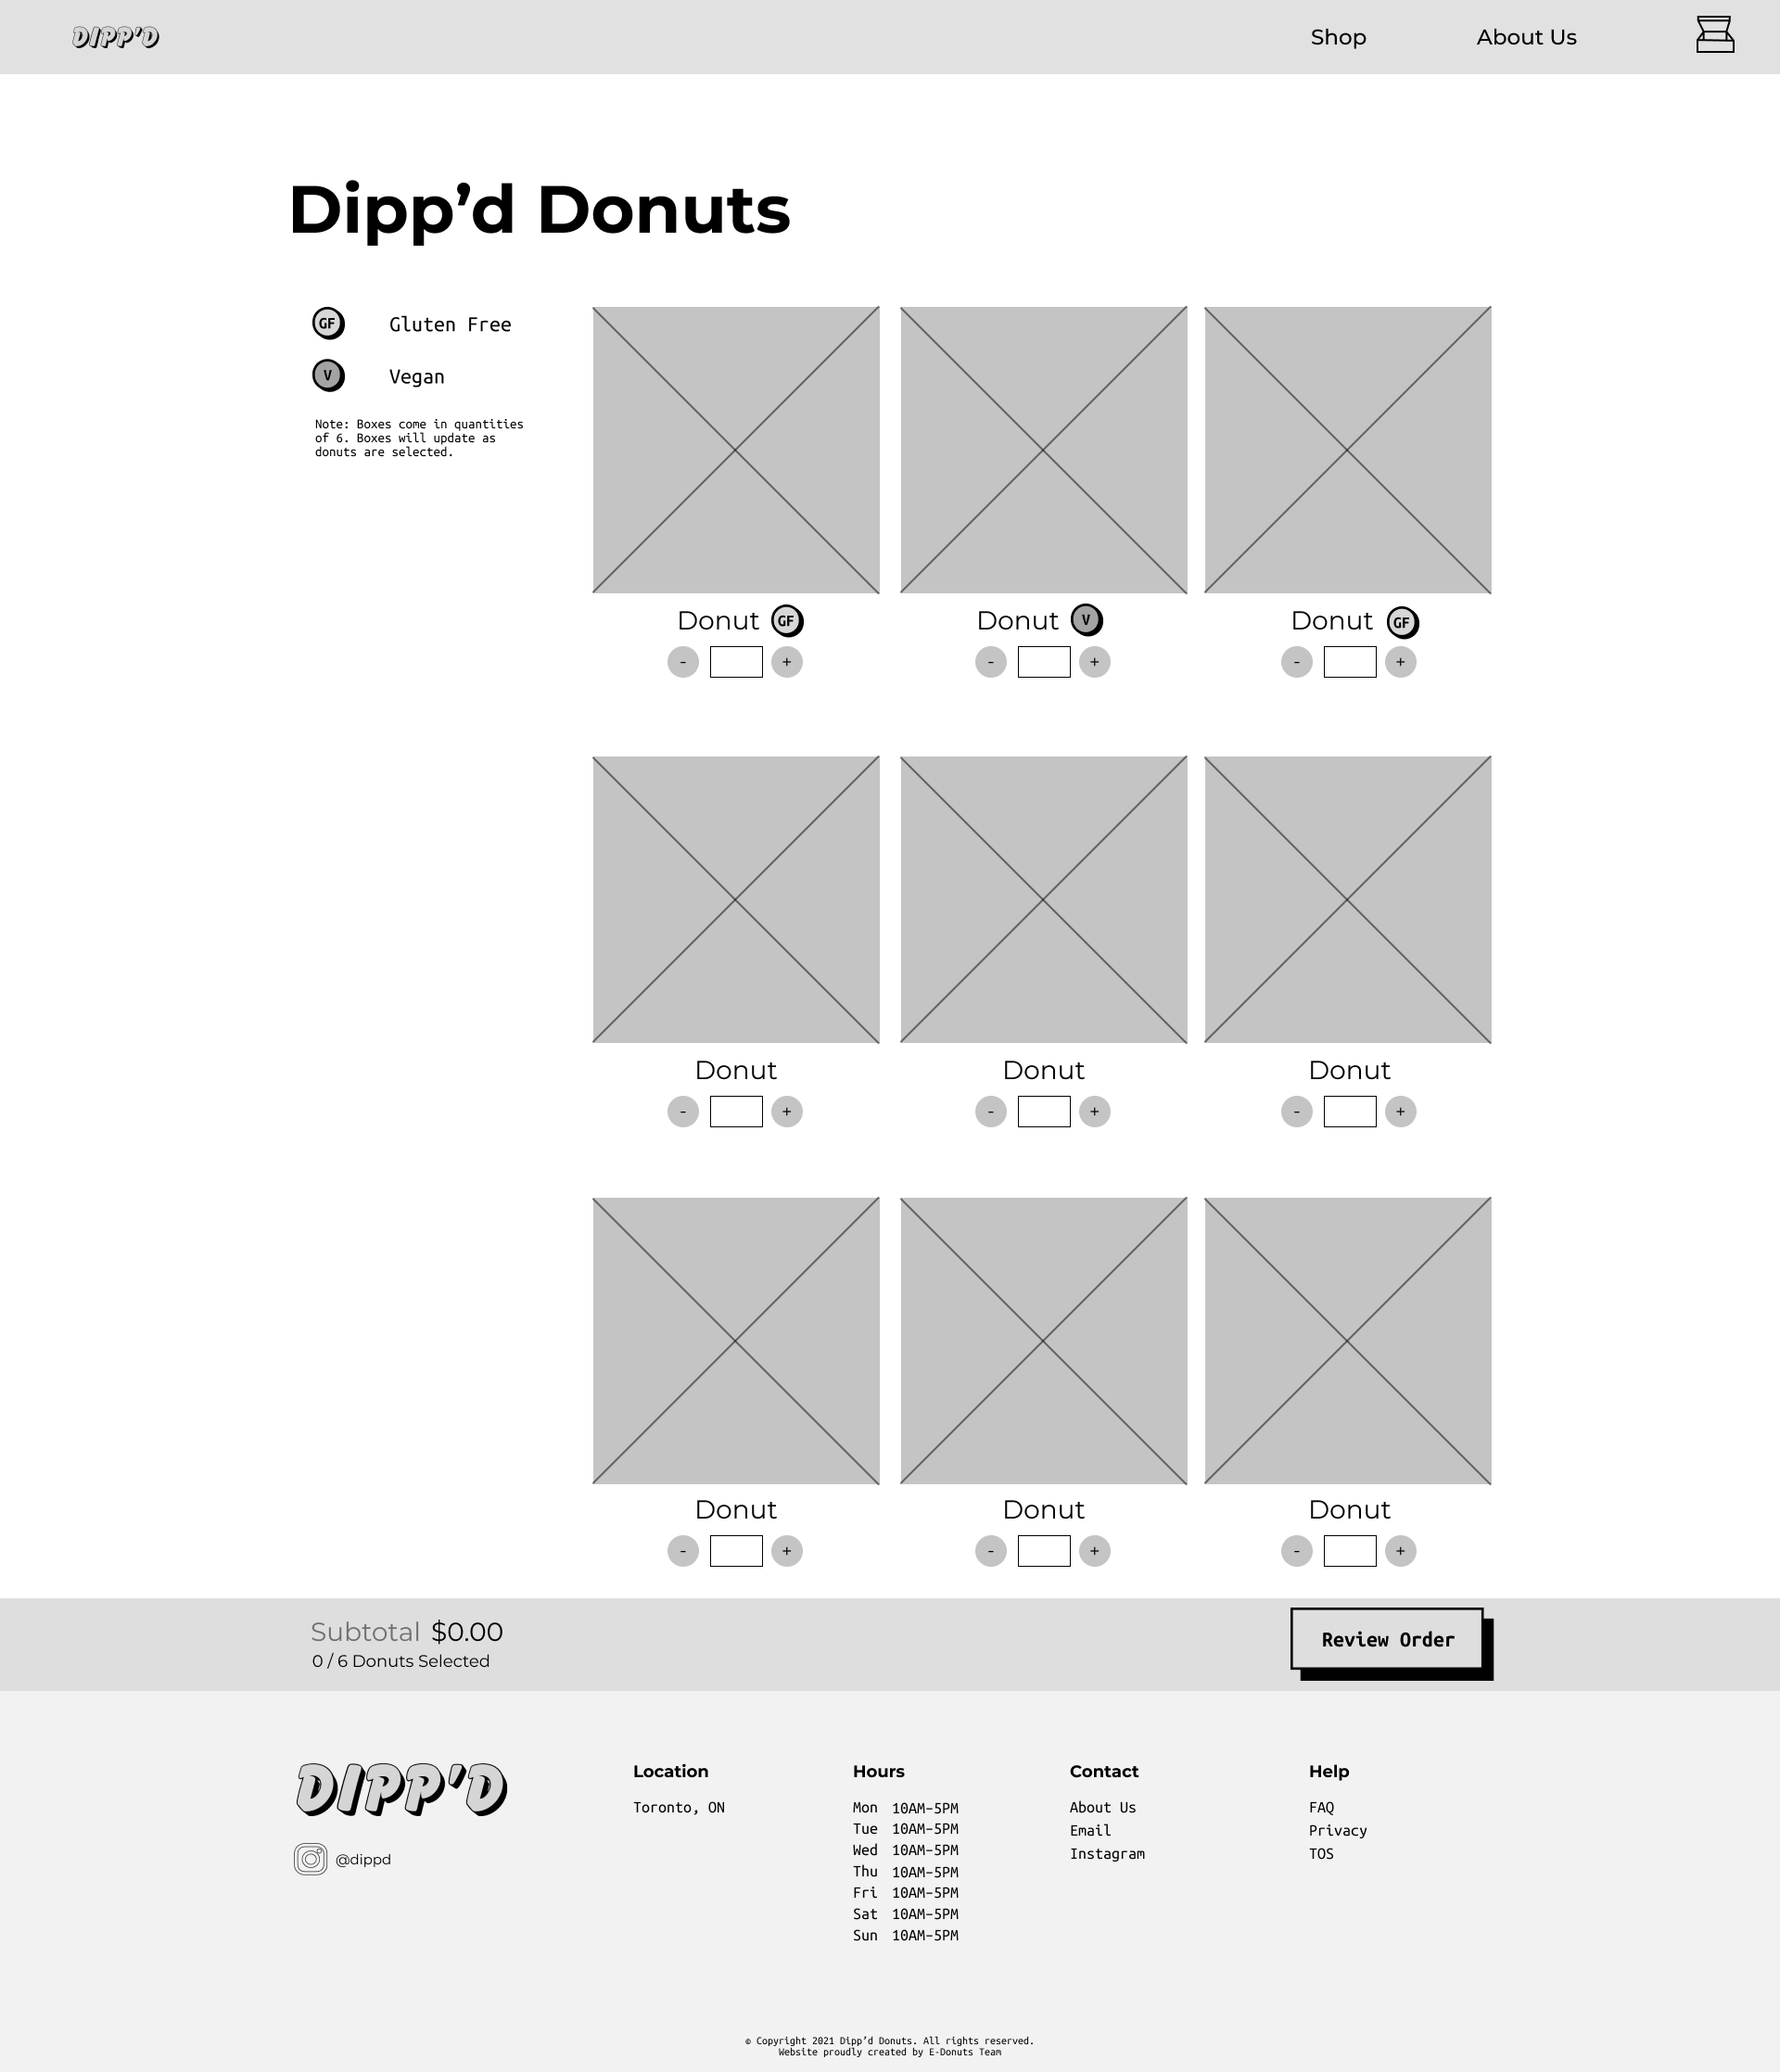 DIPP'D
Shop
About Us
Dipp’d Donuts
GF Gluten Free
V Vegan
Note: Boxes come in quantities
of 6. Boxes will update as
donuts are selected.
Donut GF
- +
Donut V
- +
Donut GF
- +
Donut
- +
Donut
- +
Donut
- +
Donut
- +
Donut
- +
Donut
- +
Subtotal $0.00
0 / 6 Donuts Selected
Review Order
DIPP'D
@dippd
Location
Toronto, ON
Hours
Mon 10AM–5PM
Tue 10AM–5PM
Wed 10AM–5PM
Thu 10AM–5PM
Fri 10AM–5PM
Sat 10AM–5PM
Sun 10AM–5PM
Contact
About Us
Email
Instagram
Help
FAQ
Privacy
TOS
© Copyright 2021 Dipp’d Donuts. All rights reserved.
Website proudly created by E-Donuts Team